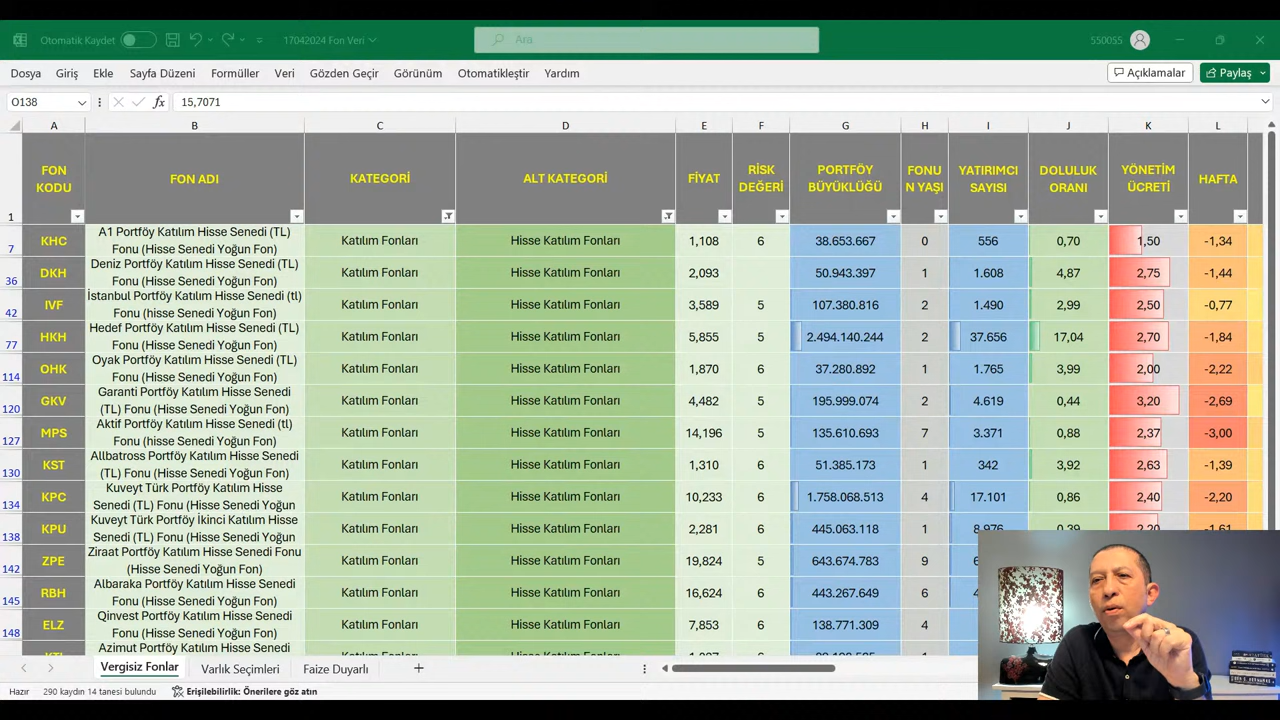 Otomatik Kaydet
17042024 Fon Veri
Ara
550055
Dosya Giriş Ekle Sayfa Düzeni Formüller Veri Gözden Geçir Görünüm Otomatikleştir Yardım Açıklamalar Paylaş
O138 fx 15,7071
A B C D E F G H I J K L
1 FON KODU FON ADI KATEGORİ ALT KATEGORİ FİYAT RİSK DEĞERİ PORTFÖY BÜYÜKLÜĞÜ FONU N YAŞI YATIRIMCI SAYISI DOLULUK ORANI YÖNETİM ÜCRETİ HAFTA
7 KHC A1 Portföy Katılım Hisse Senedi (TL) Fonu (Hisse Senedi Yoğun Fon) Katılım Fonları Hisse Katılım Fonları 1,108 6 38.653.667 0 556 0,70 1,50 -1,34
36 DKH Deniz Portföy Katılım Hisse Senedi (TL) Fonu (Hisse Senedi Yoğun Fon) Katılım Fonları Hisse Katılım Fonları 2,093 50.943.397 1 1.608 4,87 2,75 -1,44
42 IVF İstanbul Portföy Katılım Hisse Senedi (tl) Fonu (hisse Senedi Yoğun Fon) Katılım Fonları Hisse Katılım Fonları 3,589 5 107.380.816 2 1.490 2,99 2,50 -0,77
77 HKH Hedef Portföy Katılım Hisse Senedi (TL) Fonu (Hisse Senedi Yoğun Fon) Katılım Fonları Hisse Katılım Fonları 5,855 5 2.494.140.244 2 37.656 17,04 2,70 -1,84
114 OHK Oyak Portföy Katılım Hisse Senedi (TL) Fonu (Hisse Senedi Yoğun Fon) Katılım Fonları Hisse Katılım Fonları 1,870 6 37.280.892 1 1.765 3,99 2,00 -2,22
120 GKV Garanti Portföy Katılım Hisse Senedi (TL) Fonu (Hisse Senedi Yoğun Fon) Katılım Fonları Hisse Katılım Fonları 4,482 5 195.999.074 2 4.619 0,44 3,20 -2,69
127 MPS Aktif Portföy Katılım Hisse Senedi (tl) Fonu (hisse Senedi Yoğun Fon) Katılım Fonları Hisse Katılım Fonları 14,196 5 135.610.693 7 3.371 0,88 2,37 -3,00
130 KST Allbatross Portföy Katılım Hisse Senedi (TL) Fonu (Hisse Senedi Yoğun Fon) Katılım Fonları Hisse Katılım Fonları 1,310 6 51.385.173 1 342 3,92 2,63 -1,39
134 KPC Kuveyt Türk Portföy Katılım Hisse Senedi (TL) Fonu (Hisse Senedi Yoğun Katılım Fonları Hisse Katılım Fonları 10,233 6 1.758.068.513 4 17.101 0,86 2,40 -2,20
138 KPU Kuveyt Türk Portföy İkinci Katılım Hisse Senedi (TL) Fonu (Hisse Senedi Yoğun Katılım Fonları Hisse Katılım Fonları 2,281 6 445.063.118 1 8.976 0,39 2,20 -1,61
142 ZPE Ziraat Portföy Katılım Hisse Senedi Fonu (Hisse Senedi Yoğun Fon) Katılım Fonları Hisse Katılım Fonları 19,824 5 643.674.783 9
145 RBH Albaraka Portföy Katılım Hisse Senedi Fonu (Hisse Senedi Yoğun Fon) Katılım Fonları Hisse Katılım Fonları 16,624 6 443.267.649 6
148 ELZ Qinvest Portföy Katılım Hisse Senedi Fonu (Hisse Senedi Yoğun Fon) Katılım Fonları Hisse Katılım Fonları 7,853 6 138.771.309 4
Azimut Portföy Katılım Hisse
Vergisiz Fonlar Varlık Seçimleri Faize Duyarlı
Hazır 290 kaydın 14 tanesi bulundu Erişilebilirlik: Önerilere göz atın